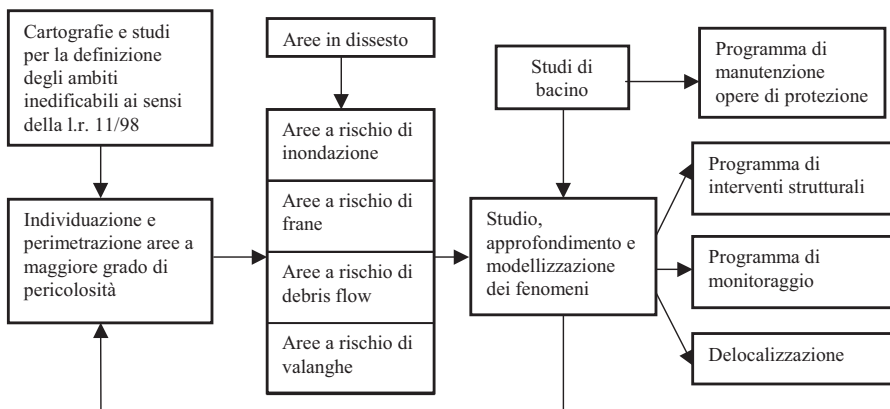 Cartografie e studi
per la definizione
degli ambiti
inedificabili ai sensi
della l.r. 11/98
Individuazione e
perimetrazione aree a
maggiore grado di
pericolosità
Aree in dissesto
Aree a rischio di
inondazione
Aree a rischio di
frane
Aree a rischio di
debris flow
Aree a rischio di
valanghe
Studi di
bacino
Studio,
approfondimento e
modellizzazione
dei fenomeni
Programma di
manutenzione
opere di protezione
Programma di
interventi strutturali
Programma di
monitoraggio
Delocalizzazione